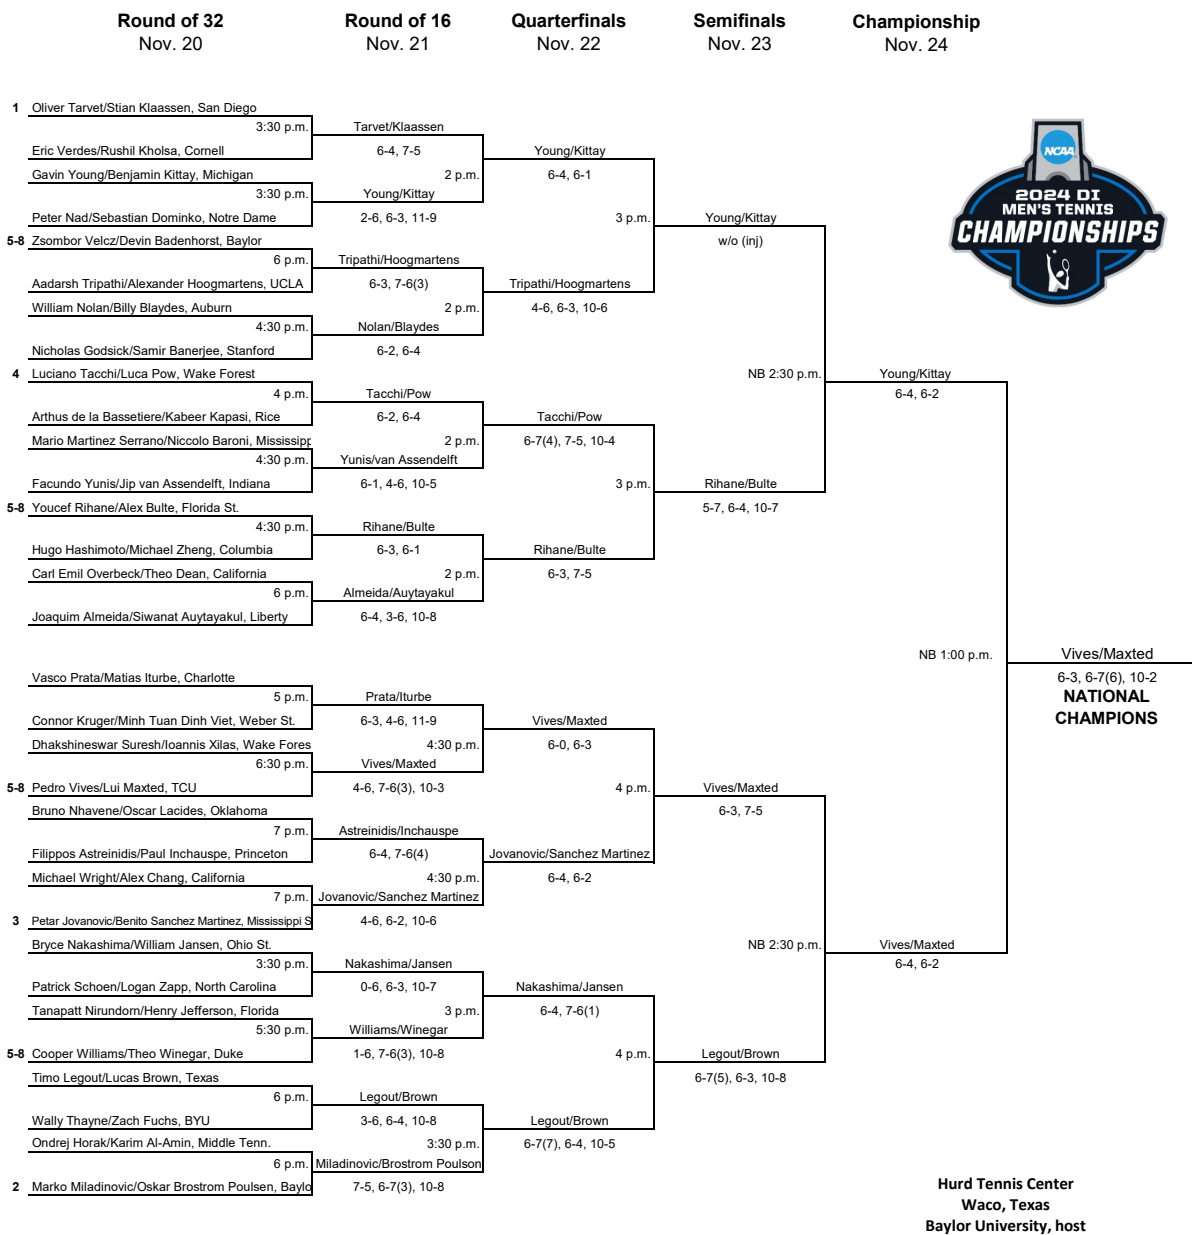 Round of 32 Round of 16 Quarterfinals Semifinals Championship
Nov. 20 Nov. 21 Nov. 22 Nov. 23 Nov. 24
1 Oliver Tarvet/Stian Klaassen, San Diego
3:30 p.m. Tarvet/Klaassen
Eric Verdes/Rushil Kholsa, Cornell 6-4, 7-5 Young/Kittay
Gavin Young/Benjamin Kittay, Michigan 2 p.m. 6-4, 6-1
3:30 p.m. Young/Kittay
Peter Nad/Sebastian Dominko, Notre Dame 2-6, 6-3, 11-9 3 p.m. Young/Kittay
5-8 Zsombor Velcz/Devin Badenhorst, Baylor w/o (inj)
6 p.m. Tripathi/Hoogmartens
Aadarsh Tripathi/Alexander Hoogmartens, UCLA 6-3, 7-6(3) Tripathi/Hoogmartens
William Nolan/Billy Blaydes, Auburn 2 p.m. 4-6, 6-3, 10-6
4:30 p.m. Nolan/Blaydes
Nicholas Godsick/Samir Banerjee, Stanford 6-2, 6-4
4 Luciano Tacchi/Luca Pow, Wake Forest NB 2:30 p.m. Young/Kittay
4 p.m. Tacchi/Pow 6-4, 6-2
Arthus de la Bassetiere/Kabeer Kapasi, Rice 6-2, 6-4 Tacchi/Pow
Mario Martinez Serrano/Niccolo Baroni, Mississipp 2 p.m. 6-7(4), 7-5, 10-4
4:30 p.m. Yunis/van Assendelft
Facundo Yunis/Jip van Assendelft, Indiana 6-1, 4-6, 10-5 3 p.m. Rihane/Bulte
5-8 Youcef Rihane/Alex Bulte, Florida St. 5-7, 6-4, 10-7
4:30 p.m. Rihane/Bulte
Hugo Hashimoto/Michael Zheng, Columbia 6-3, 6-1 Rihane/Bulte
Carl Emil Overbeck/Theo Dean, California 2 p.m. 6-3, 7-5
6 p.m. Almeida/Auytayakul
Joaquim Almeida/Siwanat Auytayakul, Liberty 6-4, 3-6, 10-8
NB 1:00 p.m. Vives/Maxted
Vasco Prata/Matias Iturbe, Charlotte 6-3, 6-7(6), 10-2
5 p.m. Prata/Iturbe NATIONAL
Connor Kruger/Minh Tuan Dinh Viet, Weber St. 6-3, 4-6, 11-9 Vives/Maxted CHAMPIONS
Dhakshineswar Suresh/Ioannis Xilas, Wake Fores 4:30 p.m. 6-0, 6-3
6:30 p.m. Vives/Maxted
5-8 Pedro Vives/Lui Maxted, TCU 4-6, 7-6(3), 10-3 4 p.m. Vives/Maxted
Bruno Nhavene/Oscar Lacides, Oklahoma 6-3, 7-5
7 p.m. Astreinidis/Inchauspe
Filippos Astreinidis/Paul Inchauspe, Princeton 6-4, 7-6(4) Jovanovic/Sanchez Martinez
Michael Wright/Alex Chang, California 4:30 p.m. 6-4, 6-2
7 p.m. Jovanovic/Sanchez Martinez
3 Petar Jovanovic/Benito Sanchez Martinez, Mississippi S 4-6, 6-2, 10-6
Bryce Nakashima/William Jansen, Ohio St. NB 2:30 p.m. Vives/Maxted
3:30 p.m. Nakashima/Jansen 6-4, 6-2
Patrick Schoen/Logan Zapp, North Carolina 0-6, 6-3, 10-7 Nakashima/Jansen
Tanapatt Nirundorn/Henry Jefferson, Florida 3 p.m. 6-4, 7-6(1)
5:30 p.m. Williams/Winegar
5-8 Cooper Williams/Theo Winegar, Duke 1-6, 7-6(3), 10-8 4 p.m. Legout/Brown
Timo Legout/Lucas Brown, Texas 6-7(5), 6-3, 10-8
6 p.m. Legout/Brown
Wally Thayne/Zach Fuchs, BYU 3-6, 6-4, 10-8 Legout/Brown
Ondrej Horak/Karim Al-Amin, Middle Tenn. 3:30 p.m. 6-7(7), 6-4, 10-5
6 p.m. Miladinovic/Brostrom Poulson
2 Marko Miladinovic/Oskar Brostrom Poulsen, Baylo 7-5, 6-7(3), 10-8
NCAA
2024 DI
MEN'S TENNIS
CHAMPIONSHIPS
Hurd Tennis Center
Waco, Texas
Baylor University, host